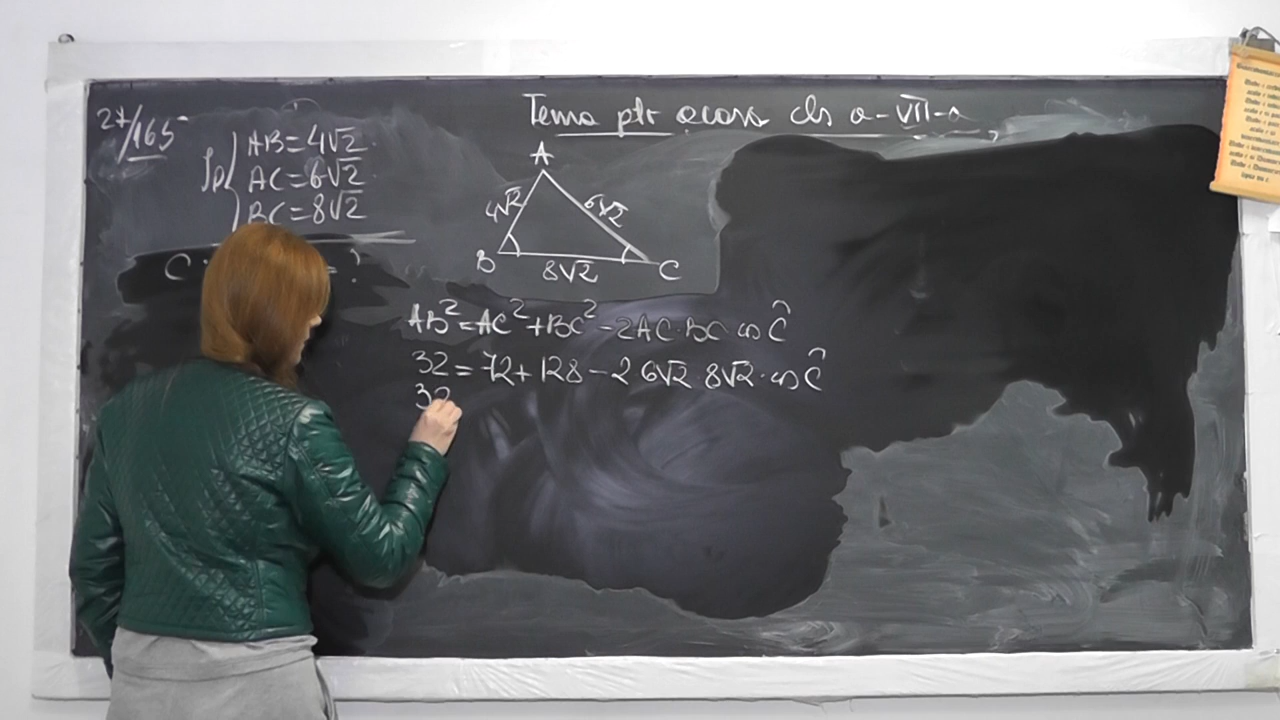 Tema ptr acasa cls a-VII-a
27/165
Ip AB=4√2
AC=6√2
BC=8√2
C = ?
A
4√2 6√2
B 8√2 C
AB²=AC²+BC²-2AC·BC cos Ĉ
32=72+128-2 6√2 8√2·cos Ĉ
32